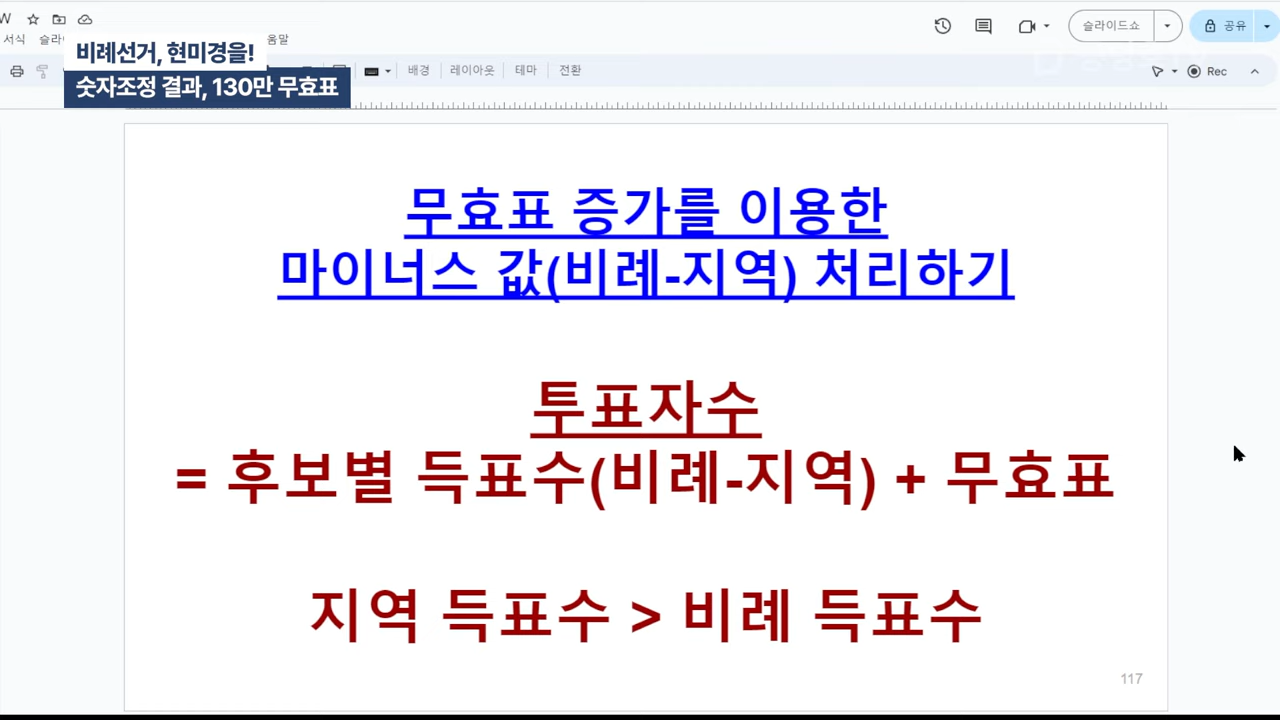 서식
슬라
움말
슬라이드쇼
공유
비례선거, 현미경을!
숫자조정 결과, 130만 무효표
배경
레이아웃
테마
전환
Rec
무효표 증가를 이용한
마이너스 값(비례-지역) 처리하기
투표자수
= 후보별 득표수(비례-지역) + 무효표
지역 득표수 > 비례 득표수
117